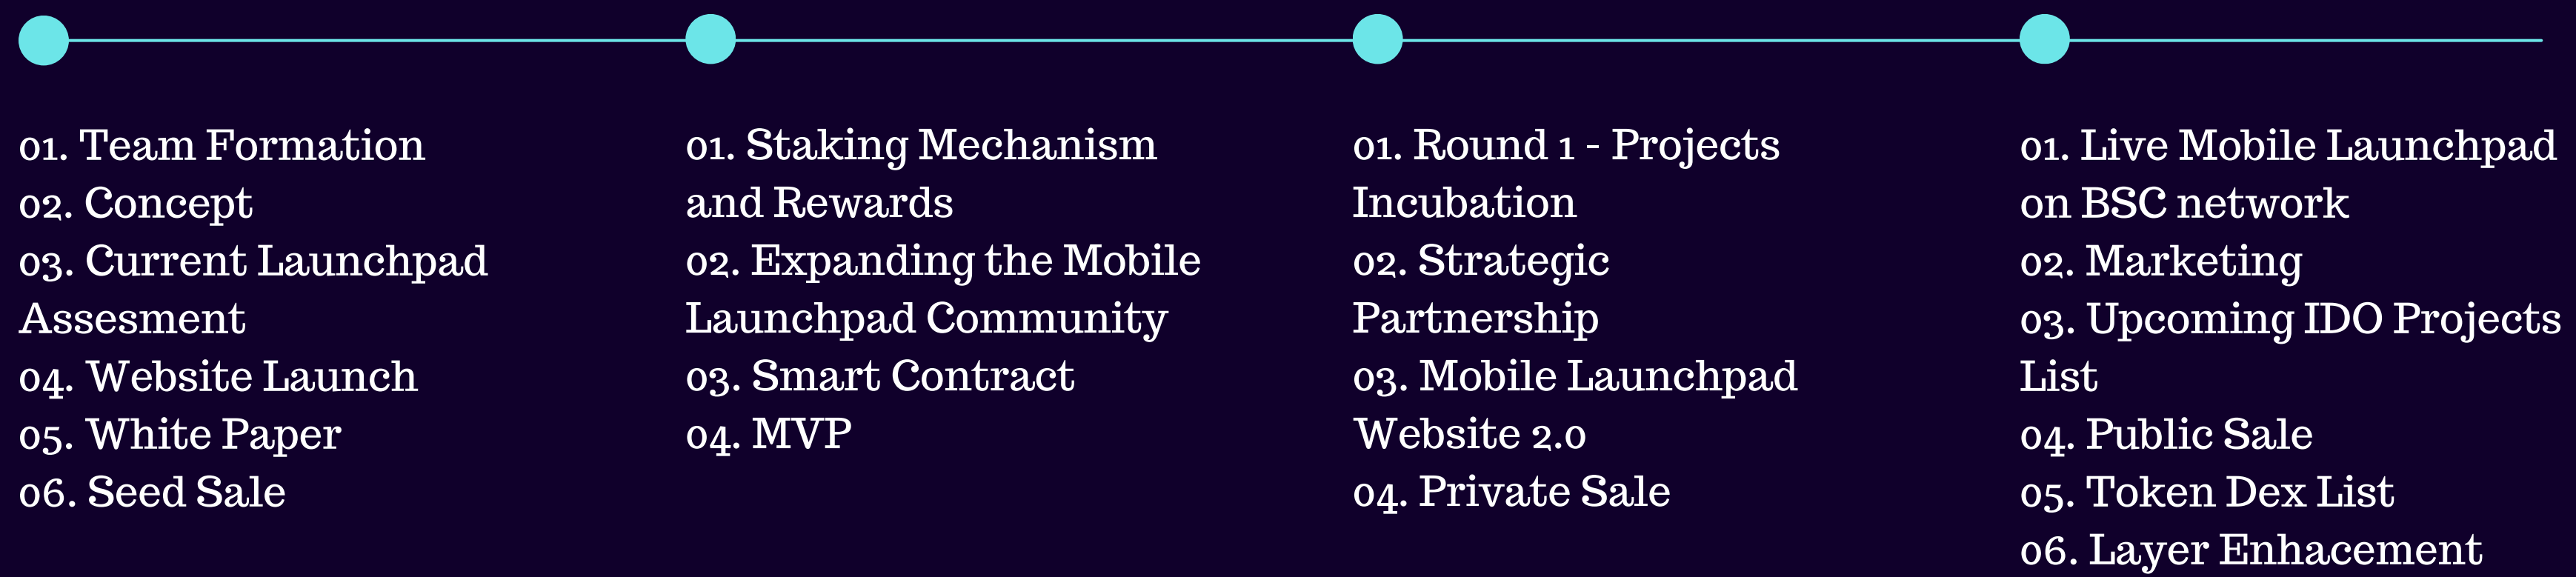 01. Team Formation
02. Concept
03. Current Launchpad
Assesment
04. Website Launch
05. White Paper
06. Seed Sale
01. Staking Mechanism
and Rewards
02. Expanding the Mobile
Launchpad Community
03. Smart Contract
04. MVP
01. Round 1 - Projects
Incubation
02. Strategic
Partnership
03. Mobile Launchpad
Website 2.0
04. Private Sale
01. Live Mobile Launchpad
on BSC network
02. Marketing
03. Upcoming IDO Projects
List
04. Public Sale
05. Token Dex List
06. Layer Enhacement